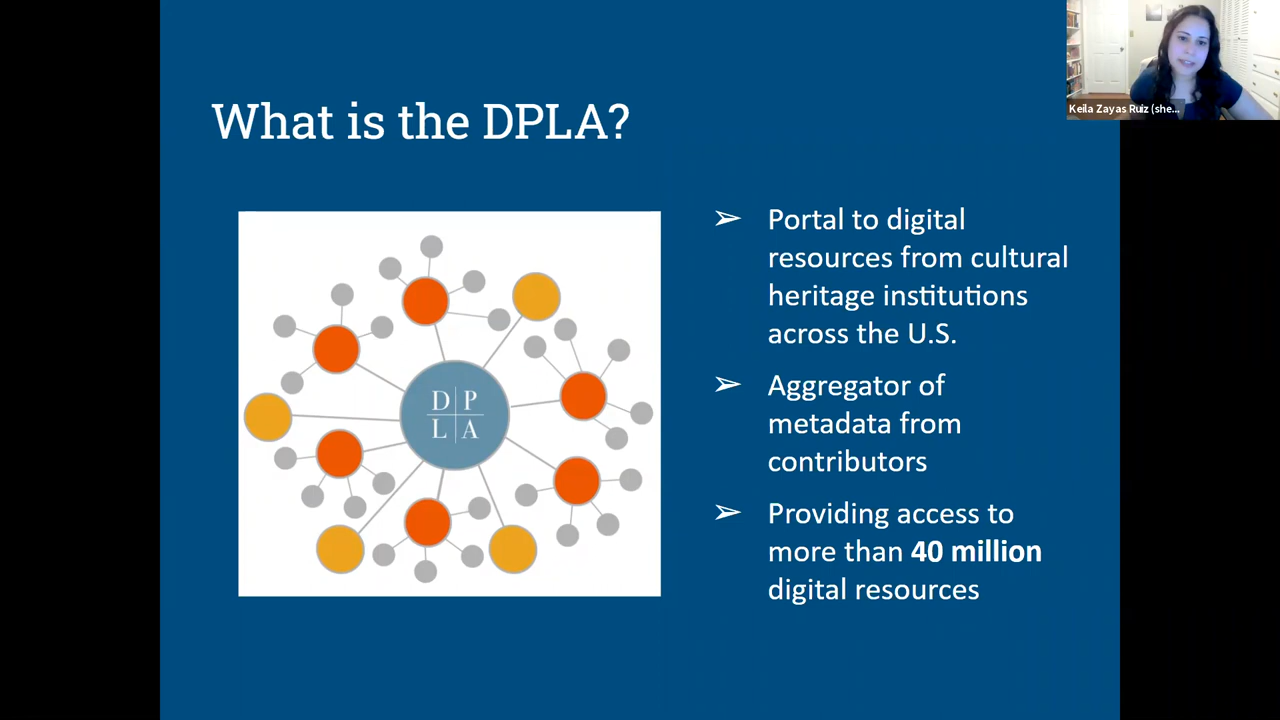 What is the DPLA?
Keila Zayas Ruiz (she...
D P
L A
➢ Portal to digital
resources from cultural
heritage institutions
across the U.S.
➢ Aggregator of
metadata from
contributors
➢ Providing access to
more than 40 million
digital resources